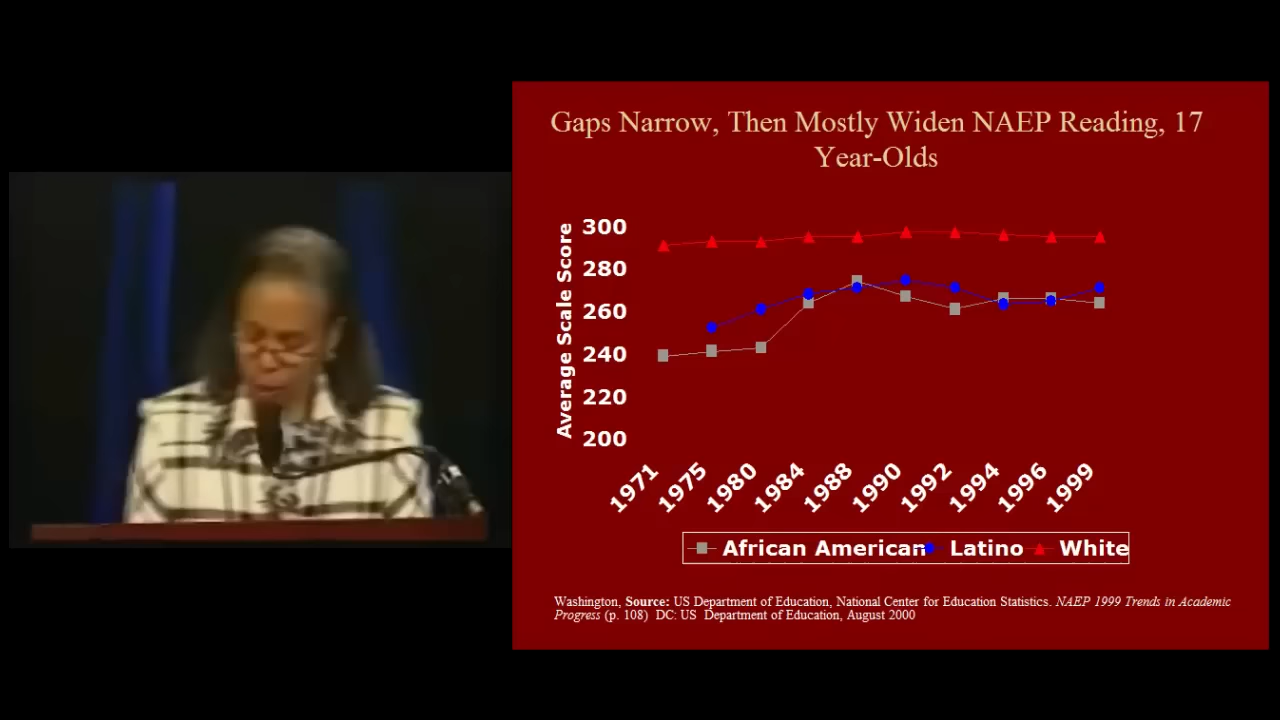 Gaps Narrow, Then Mostly Widen NAEP Reading, 17
Year-Olds
Average Scale Score
300
280
260
240
220
200
1971
1975
1980
1984
1988
1990
1992
1994
1996
1999
African American
Latino
White
Washington, Source: US Department of Education, National Center for Education Statistics. NAEP 1999 Trends in Academic
Progress (p. 108) DC: US Department of Education, August 2000